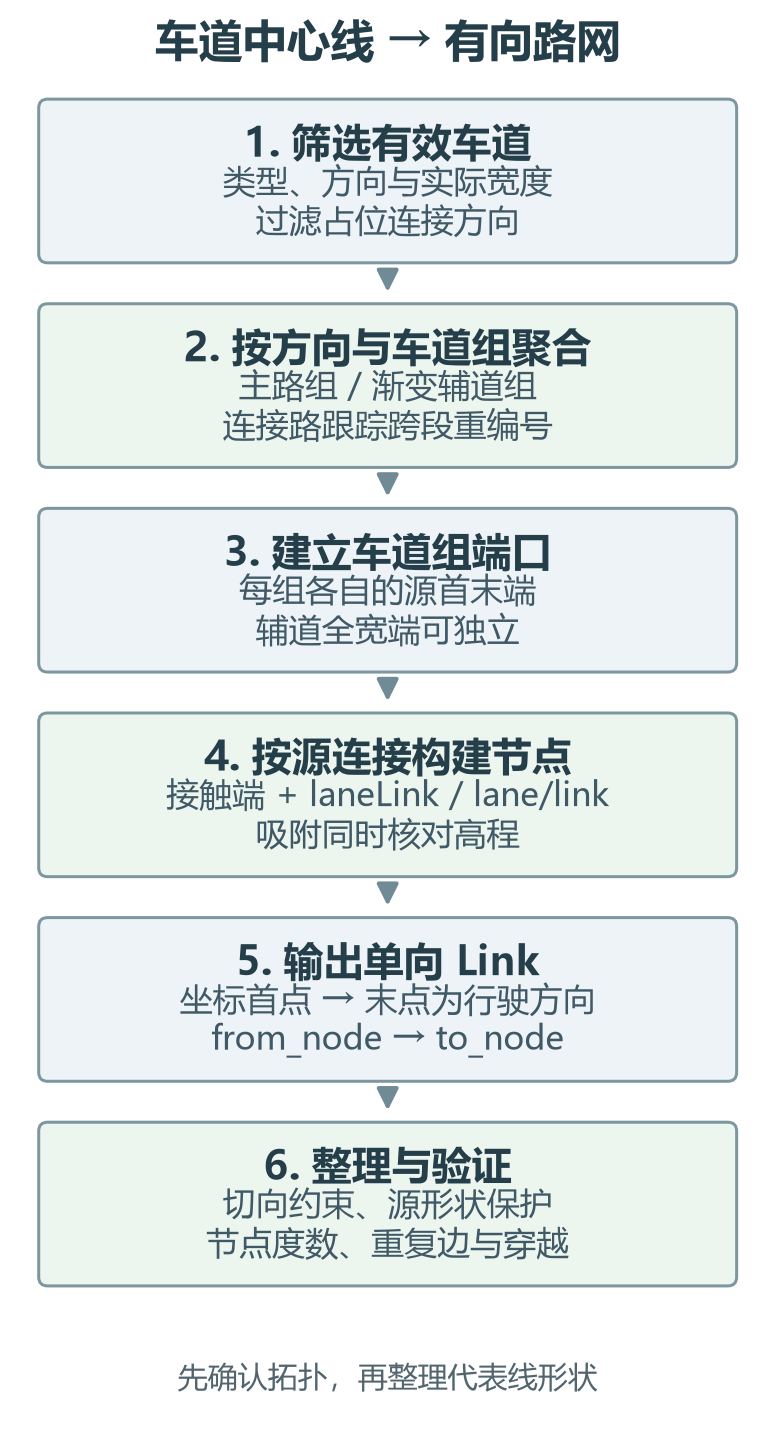 车道中心线 → 有向路网
1. 筛选有效车道
类型、方向与实际宽度
过滤占位连接方向
2. 按方向与车道组聚合
主路组 / 渐变辅道组
连接路跟踪跨段重编号
3. 建立车道组端口
每组各自的源首末端
辅道全宽端可独立
4. 按源连接构建节点
接触端 + laneLink / lane/link
吸附同时核对高程
5. 输出单向 Link
坐标首点 → 末点为行驶方向
from_node → to_node
6. 整理与验证
切向约束、源形状保护
节点度数、重复边与穿越
先确认拓扑，再整理代表线形状